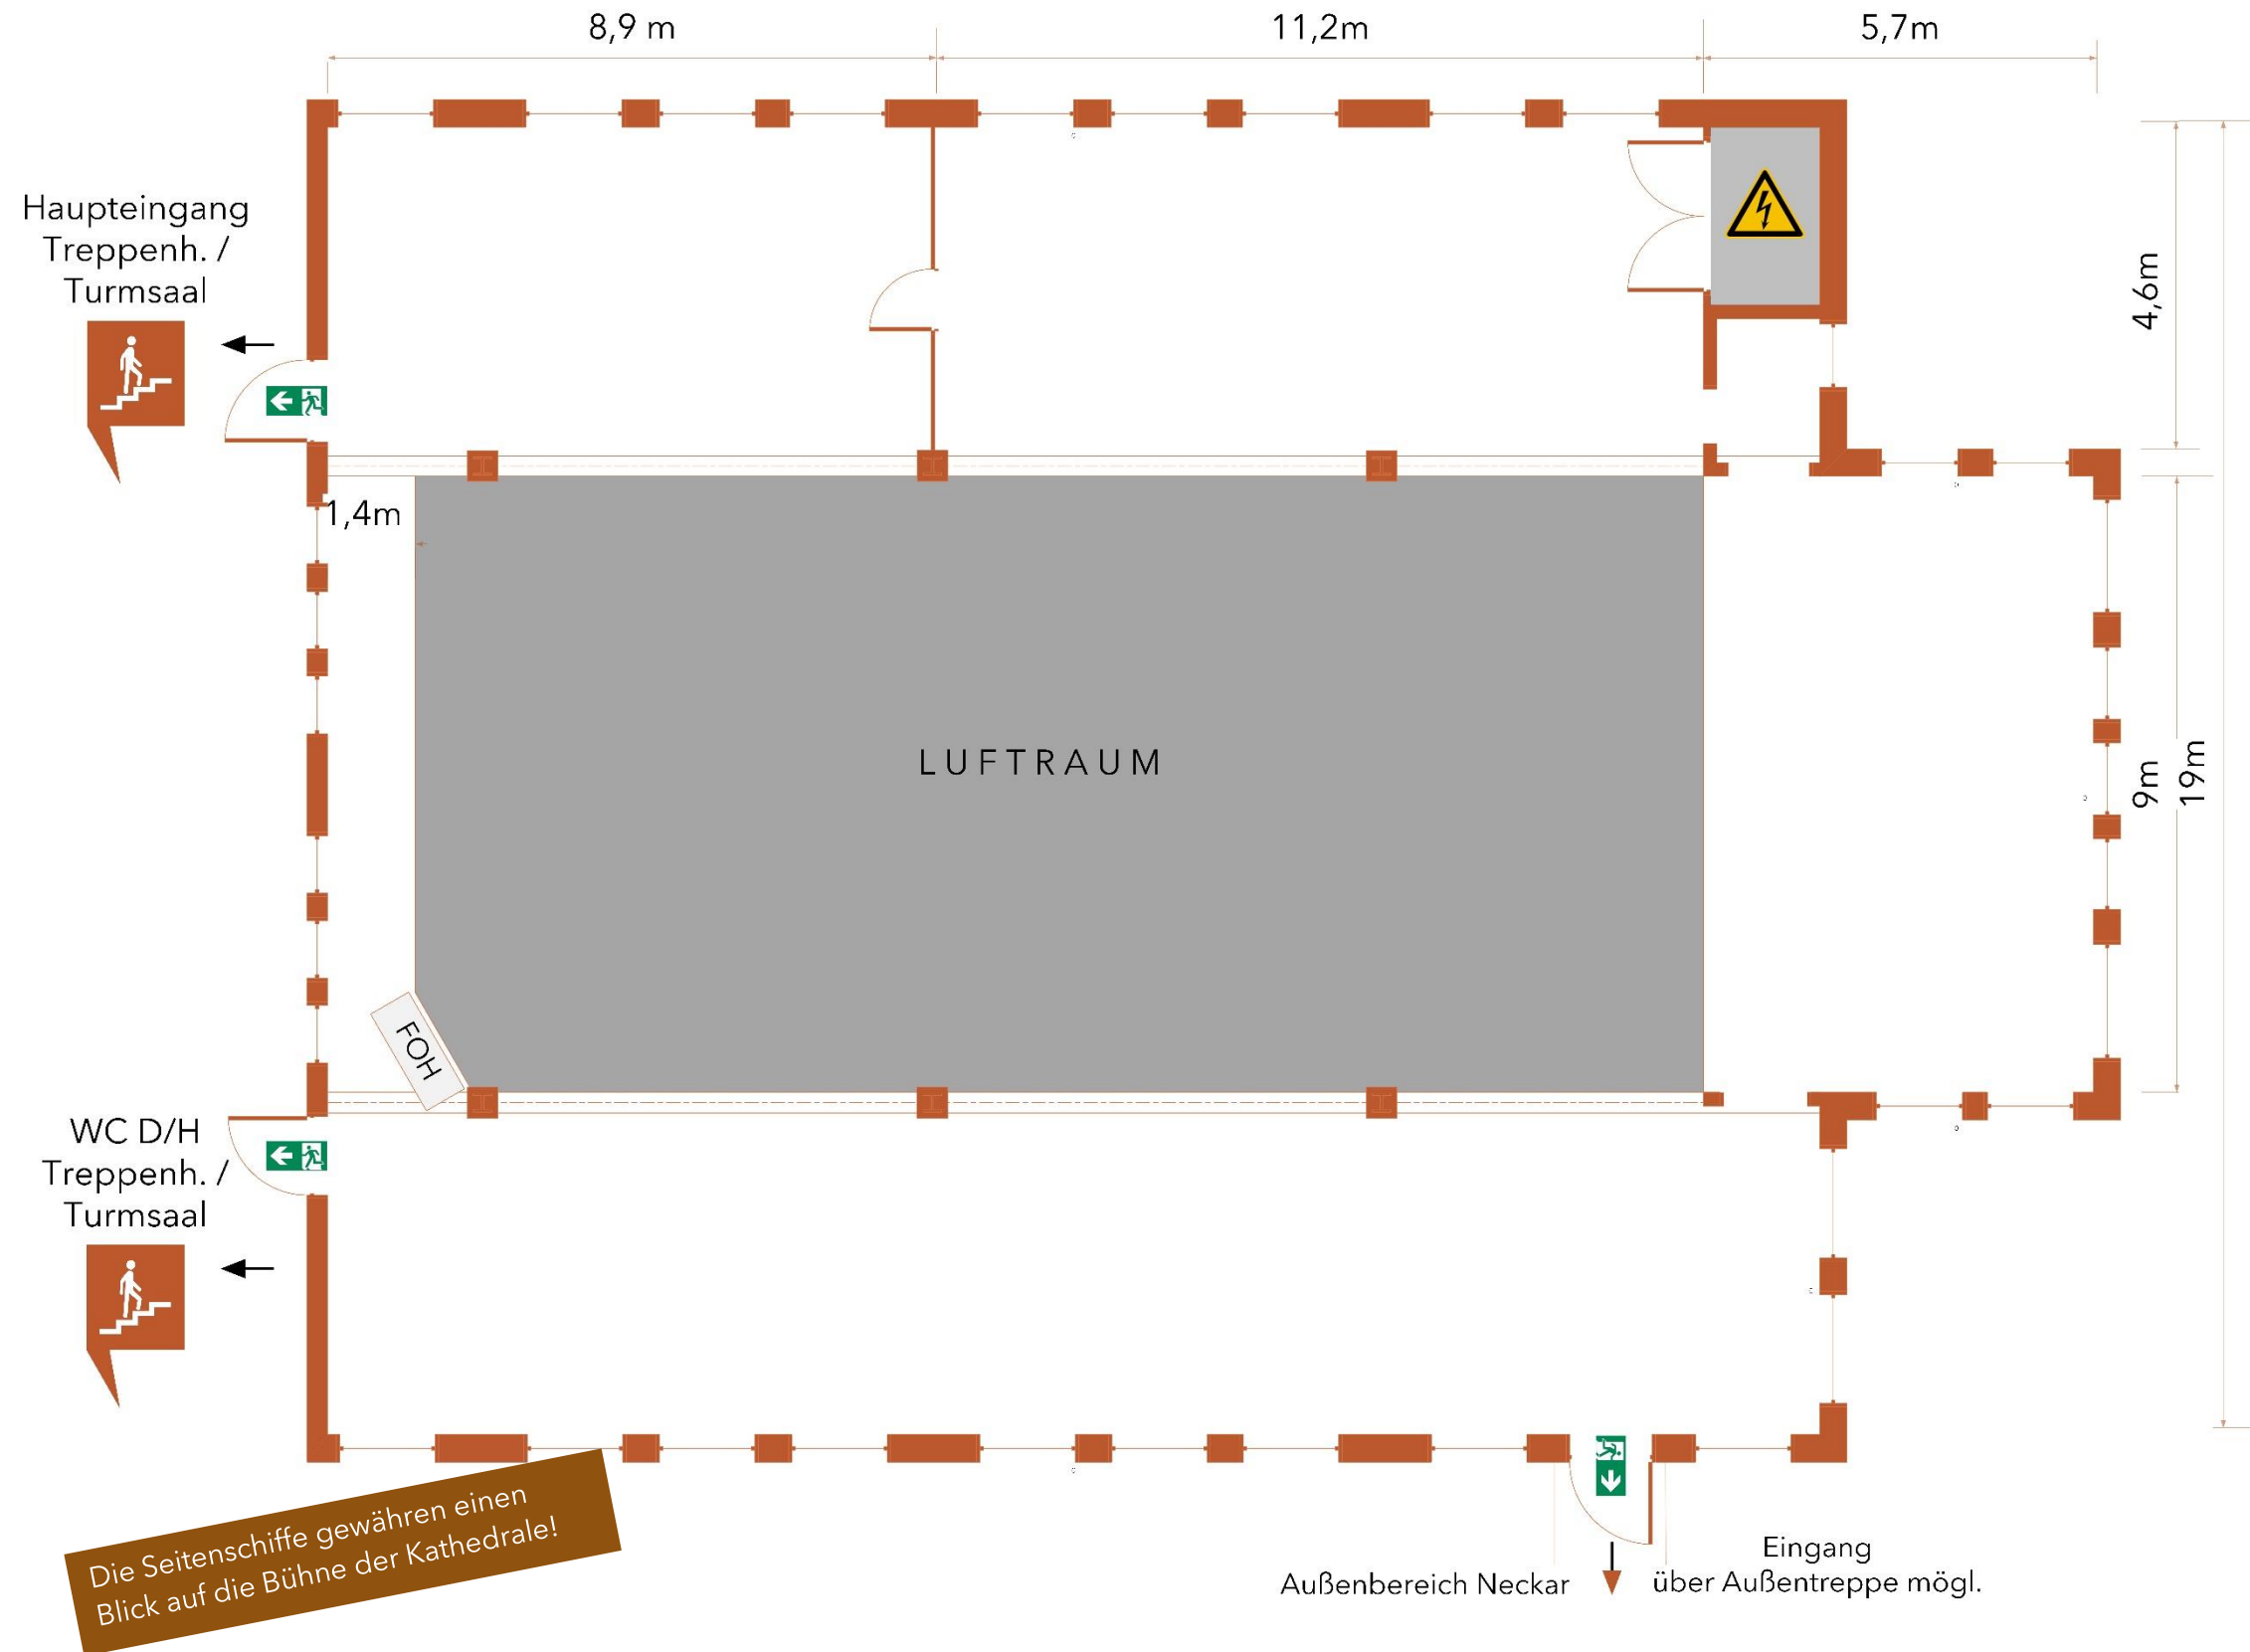 8,9 m
11,2m
5,7m
Haupteingang
Treppenh. /
Turmsaal
4,6m
1,4m
LUFTRAUM
9m
19m
FOH
WC D/H
Treppenh. /
Turmsaal
Die Seitenschiffe gewähren einen
Blick auf die Bühne der Kathedrale!
Außenbereich Neckar
Eingang
über Außentreppe mögl.